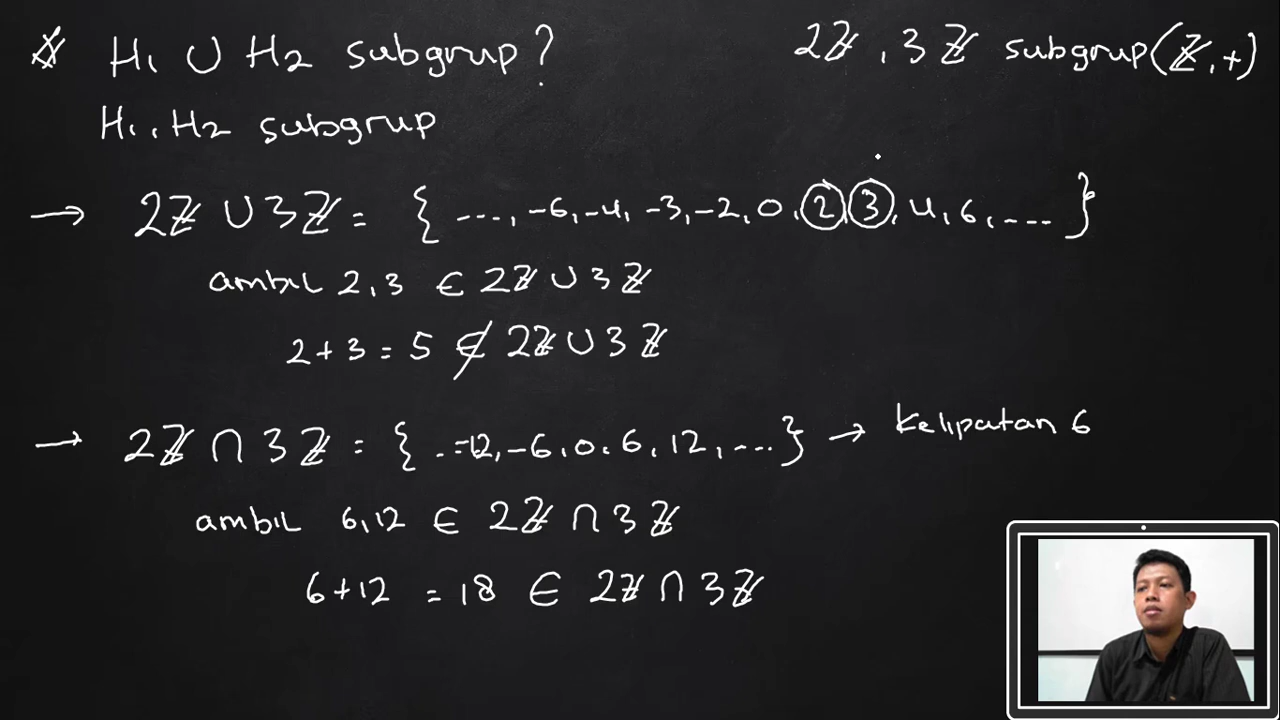 * H₁ ∪ H₂ subgrup?
2ℤ, 3ℤ subgrup(ℤ,+)
H₁, H₂ subgrup
→ 2ℤ ∪ 3ℤ = { ..., -6, -4, -3, -2, 0, 2, 3, 4, 6, ... }
ambil 2,3 ∈ 2ℤ ∪ 3ℤ
2+3 = 5 ∉ 2ℤ ∪ 3ℤ
→ 2ℤ ∩ 3ℤ = { ..-12, -6, 0, 6, 12, ... } → Kelipatan 6
ambil 6,12 ∈ 2ℤ ∩ 3ℤ
6+12 = 18 ∈ 2ℤ ∩ 3ℤ